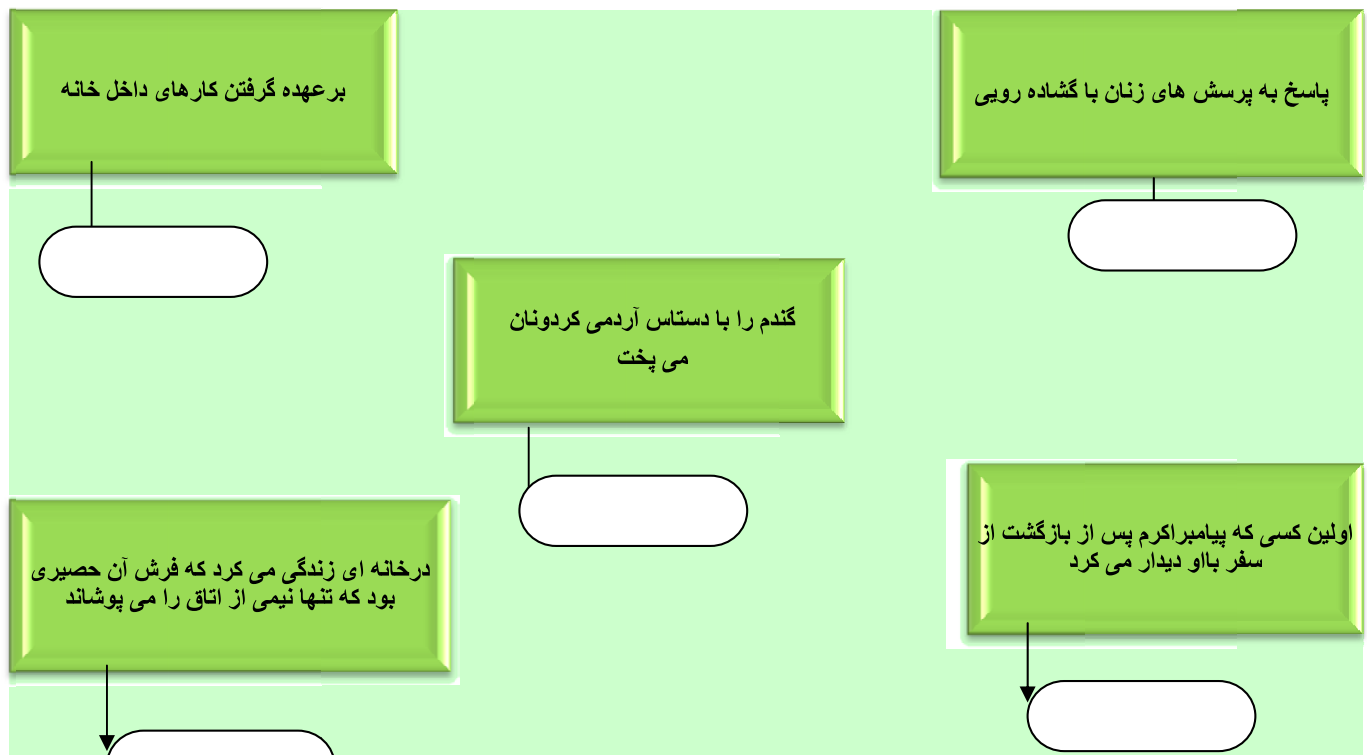 پاسخ به پرسش های زنان با گشاده رویی
برعهده گرفتن کارهای داخل خانه
گندم را با دستاس آردمی کردونان
می پخت
اولین کسی که پیامبراکرم پس از بازگشت از
سفر بااو دیدار می کرد
درخانه ای زندگی می کرد که فرش آن حصیری
بود که تنها نیمی از اتاق را می پوشاند